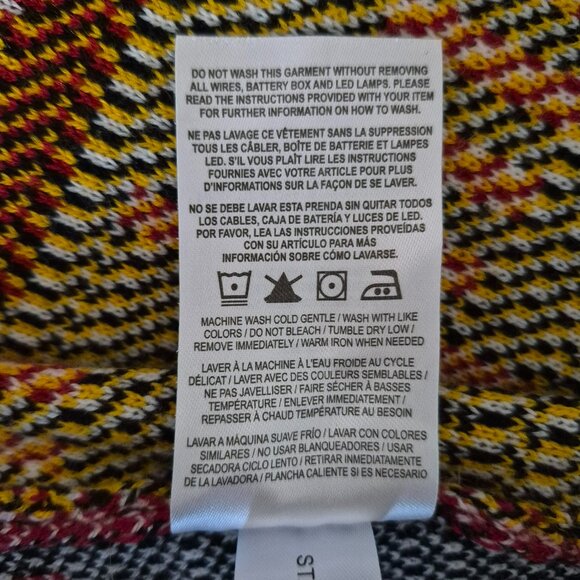 DO NOT WASH THIS GARMENT WITHOUT REMOVING
ALL WIRES, BATTERY BOX AND LED LAMPS. PLEASE
READ THE INSTRUCTIONS PROVIDED WITH YOUR ITEM
FOR FURTHER INFORMATION ON HOW TO WASH.
NE PAS LAVAGE CE VÊTEMENT SANS LA SUPPRESSION
TOUS LES CÂBLER, BOÎTE DE BATTERIE ET LAMPES
LED. S'IL VOUS PLAÎT LIRE LES INSTRUCTIONS
FOURNIES AVEC VOTRE ARTICLE POUR PLUS
D'INFORMATIONS SUR LA FAÇON DE SE LAVER.
NO SE DEBE LAVAR ESTA PRENDA SIN QUITAR TODOS
LOS CABLES, CAJA DE BATERÍA Y LUCES DE LED.
POR FAVOR, LEA LAS INSTRUCCIONES PROVEÍDAS
CON SU ARTÍCULO PARA MÁS
INFORMACIÓN SOBRE CÓMO LAVARSE.
MACHINE WASH COLD GENTLE / WASH WITH LIKE
COLORS / DO NOT BLEACH / TUMBLE DRY LOW /
REMOVE IMMEDIATELY / WARM IRON WHEN NEEDED
LAVER À LA MACHINE À L'EAU FROIDE AU CYCLE
DÉLICAT / LAVER AVEC DES COULEURS SEMBLABLES /
NE PAS JAVELLISER / FAIRE SÉCHER À BASSES
TEMPÉRATURE / ENLEVER IMMEDIATEMENT /
REPASSER À CHAUD TEMPÉRATURE AU BESOIN
LAVAR A MÁQUINA SUAVE FRÍO / LAVAR CON COLORES
SIMILARES / NO USAR BLANQUEADORES / USAR
SECADORA CICLO LENTO / RETIRAR INMEDIATAMENTE
DE LA LAVADORA / PLANCHA CALIENTE SI ES NECESARIO
ST